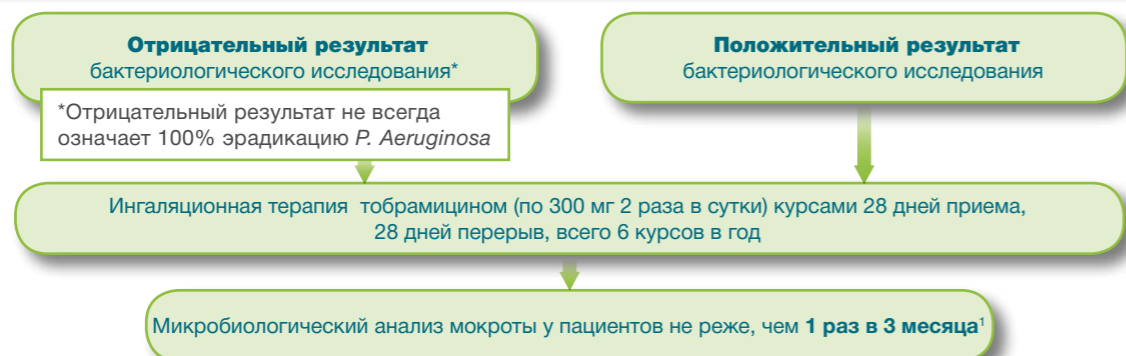 Отрицательный результат
бактериологического исследования*
*Отрицательный результат не всегда
означает 100% эрадикацию P. Aeruginosa
Положительный результат
бактериологического исследования
Ингаляционная терапия тобрамицином (по 300 мг 2 раза в сутки) курсами 28 дней приема,
28 дней перерыв, всего 6 курсов в год
Микробиологический анализ мокроты у пациентов не реже, чем 1 раз в 3 месяца¹